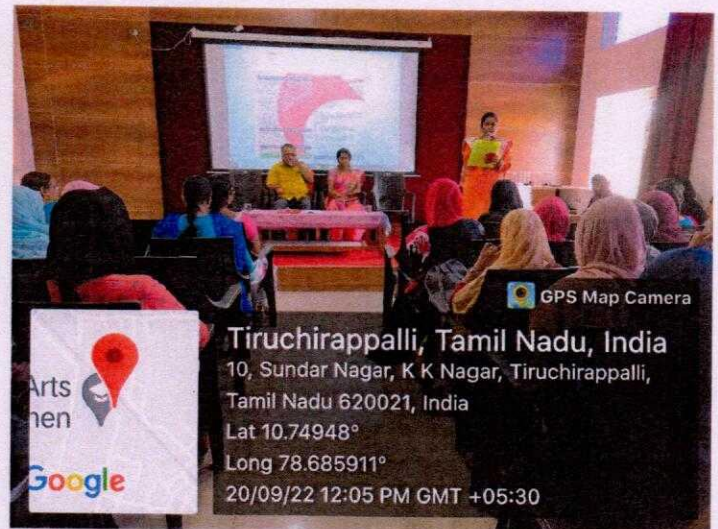 GPS Map Camera
Tiruchirappalli, Tamil Nadu, India
10, Sundar Nagar, K K Nagar, Tiruchirappalli,
Tamil Nadu 620021, India
Lat 10.74948°
Long 78.685911°
20/09/22 12:05 PM GMT +05:30
Arts
nen
Google